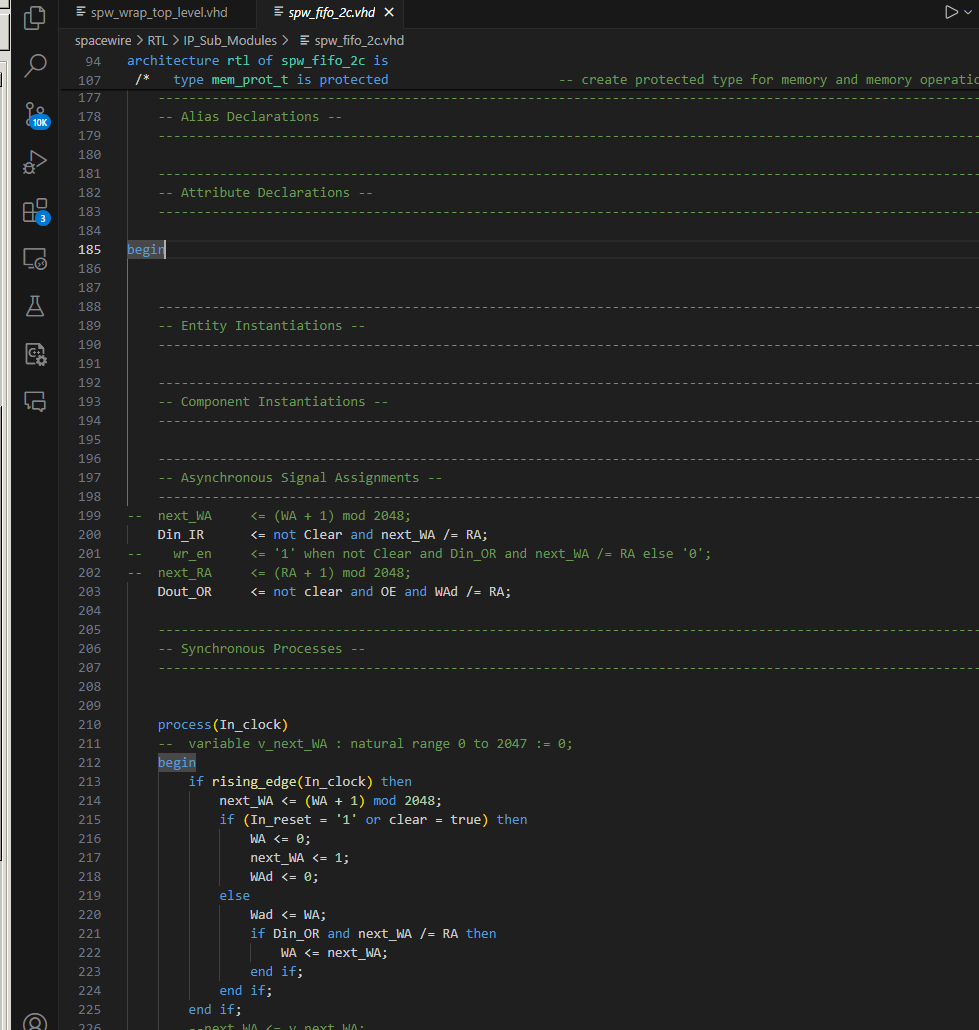 spw_wrap_top_level.vhd
spw_fifo_2c.vhd
spacewire > RTL > IP_Sub_Modules > spw_fifo_2c.vhd
94 architecture rtl of spw_fifo_2c is
107 /* type mem_prot_t is protected -- create protected type for memory and memory operatio
10K
3
177 --------------------------------------------------------------------------------
178 -- Alias Declarations --
179 --------------------------------------------------------------------------------
180
181 --------------------------------------------------------------------------------
182 -- Attribute Declarations --
183 --------------------------------------------------------------------------------
184
185 begin
186
187
188 --------------------------------------------------------------------------------
189 -- Entity Instantiations --
190 --------------------------------------------------------------------------------
191
192 --------------------------------------------------------------------------------
193 -- Component Instantiations --
194 --------------------------------------------------------------------------------
195
196 --------------------------------------------------------------------------------
197 -- Asynchronous Signal Assignments --
198 --------------------------------------------------------------------------------
199 -- next_WA <= (WA + 1) mod 2048;
200 Din_IR <= not Clear and next_WA /= RA;
201 -- wr_en <= '1' when not Clear and Din_OR and next_WA /= RA else '0';
202 -- next_RA <= (RA + 1) mod 2048;
203 Dout_OR <= not clear and OE and WAd /= RA;
204
205 --------------------------------------------------------------------------------
206 -- Synchronous Processes --
207 --------------------------------------------------------------------------------
208
209
210 process(In_clock)
211 -- variable v_next_WA : natural range 0 to 2047 := 0;
212 begin
213 if rising_edge(In_clock) then
214 next_WA <= (WA + 1) mod 2048;
215 if (In_reset = '1' or clear = true) then
216 WA <= 0;
217 next_WA <= 1;
218 WAd <= 0;
219 else
220 Wad <= WA;
221 if Din_OR and next_WA /= RA then
222 WA <= next_WA;
223 end if;
224 end if;
225 end if;
226 --next_WA <= v_next_WA;